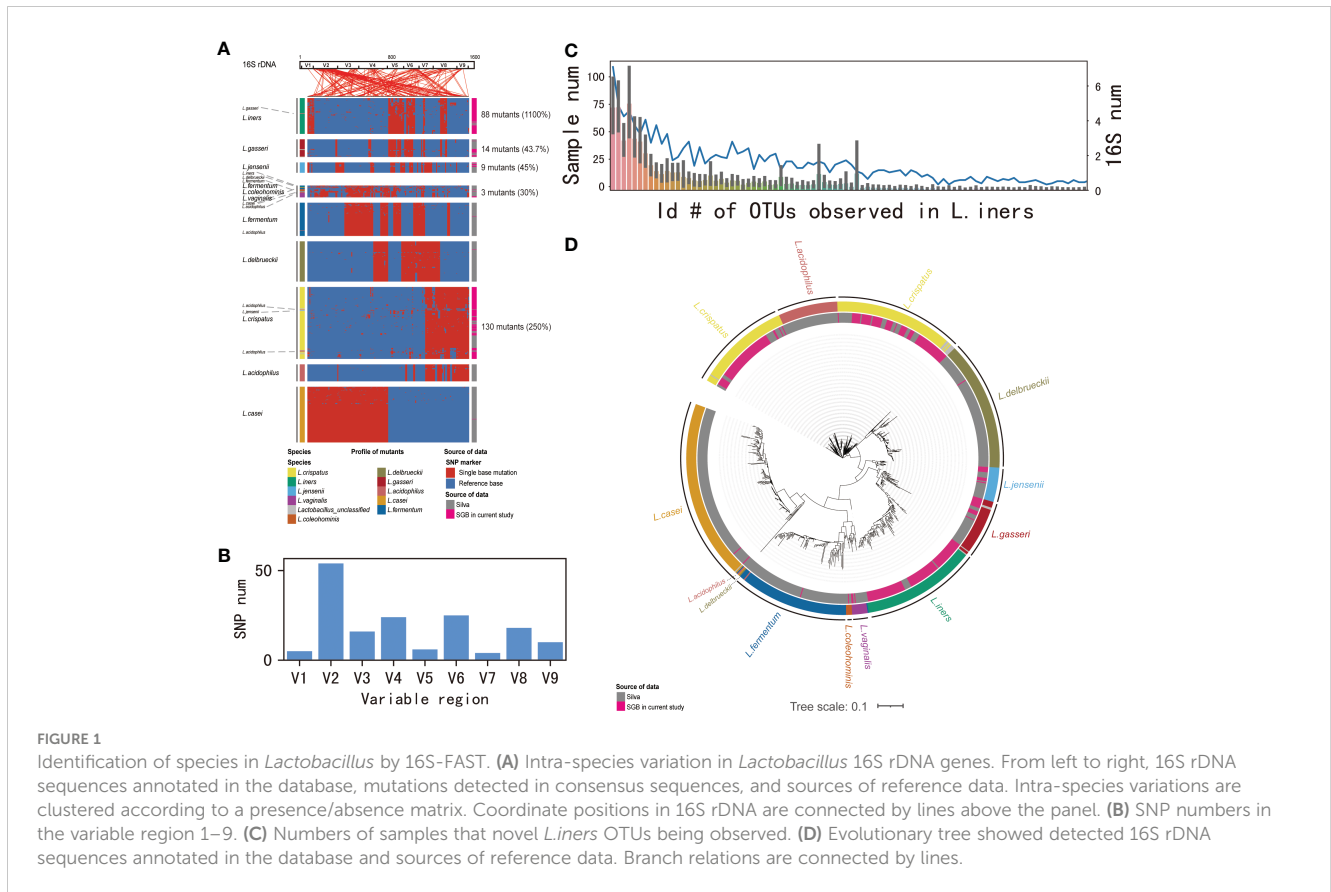 A
16S rDNA
1
800
1600
V1
V2
V3
V4
V5
V6
V7
V8
V9
L.gasseri
L.iners
88 mutants (1100%)
L.gasseri
14 mutants (43.7%)
L.jensenii
9 mutants (45%)
L.fermentum
L.coleohominis
3 mutants (30%)
L.vaginalis
L.fermentum
L.acidophilus
L.delbrueckii
L.acidophilus
L.jensenii
L.crispatus
130 mutants (250%)
L.acidophilus
L.acidophilus
L.casei
Species
Profile of mutants
Source of data
Species
L.crispatus
L.iners
L.jensenii
L.vaginalis
Lactobacillus_unclassified
L.coleohominis
L.delbrueckii
L.gasseri
L.acidophilus
L.casei
L.fermentum
SNP marker
Single base mutation
Reference base
Source of data
Silva
SGB in current study
B
SNP num
50
0
V1 V2 V3 V4 V5 V6 V7 V8 V9
Variable region
C
Sample num
100
75
50
25
0
16S num
6
4
2
0
Id # of OTUs observed in L.iners
D
L.acidophilus
L.crispatus
L.crispatus
L.delbrueckii
L.jensenii
L.gasseri
L.iners
L.vaginalis
L.coleohominis
L.fermentum
L.delbrueckii
L.acidophilus
L.casei
Source of data
Silva
SGB in current study
Tree scale: 0.1
FIGURE 1
Identification of species in Lactobacillus by 16S-FAST. (A) Intra-species variation in Lactobacillus 16S rDNA genes. From left to right, 16S rDNA
sequences annotated in the database, mutations detected in consensus sequences, and sources of reference data. Intra-species variations are
clustered according to a presence/absence matrix. Coordinate positions in 16S rDNA are connected by lines above the panel. (B) SNP numbers in
the variable region 1–9. (C) Numbers of samples that novel L.iners OTUs being observed. (D) Evolutionary tree showed detected 16S rDNA
sequences annotated in the database and sources of reference data. Branch relations are connected by lines.